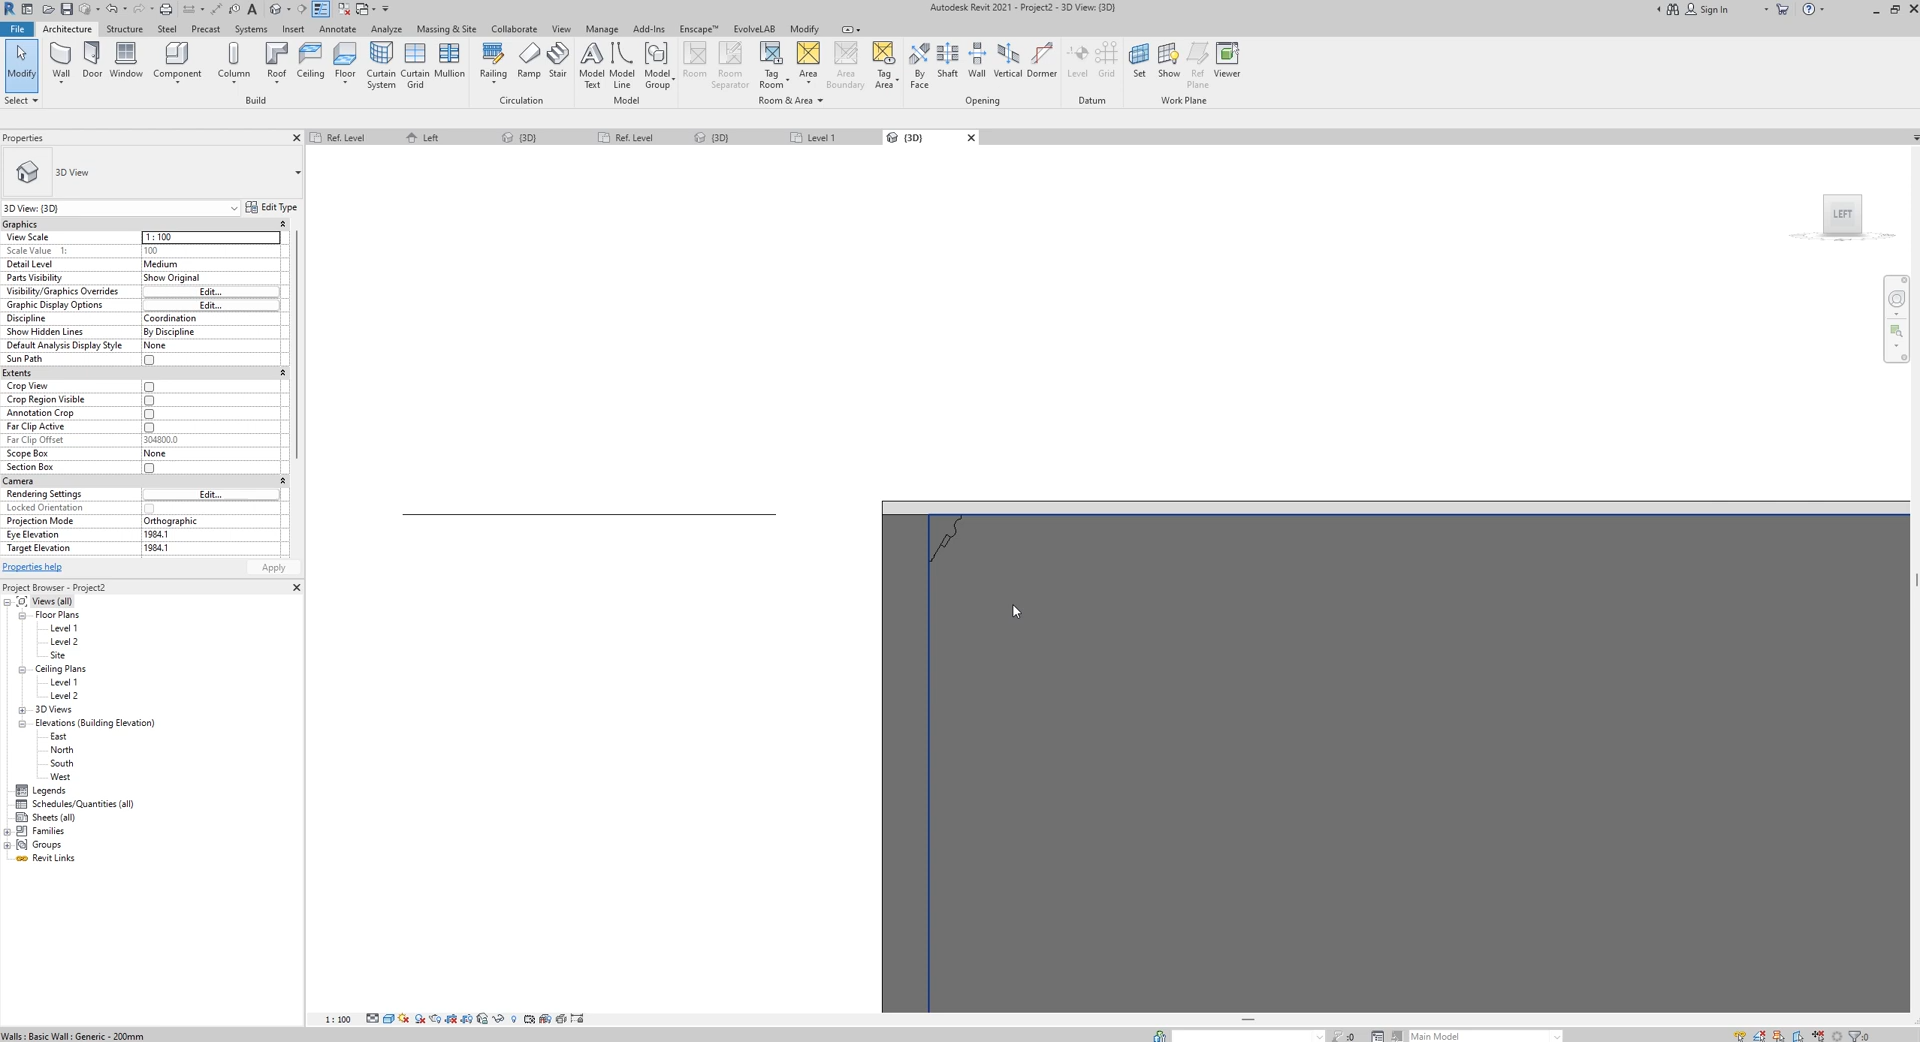 Autodesk Revit 2021 - Project2 - 3D View: {3D}
Sign In
File Architecture Structure Steel Precast Systems Insert Annotate Analyze Massing & Site Collaborate View Manage Add-Ins Enscape™ EvolveLAB Modify
Modify
Wall Door Window Component Column Roof Ceiling Floor Curtain System Curtain Grid Mullion Railing Ramp Stair Model Text Model Line Model Group Room Room Separator Tag Room Area Area Boundary Tag Area By Face Shaft Wall Vertical Dormer Level Grid Set Show Ref Plane Viewer
Select Build Circulation Model Room & Area Opening Datum Work Plane
Properties
Ref. Level Left {3D} Ref. Level {3D} Level 1 {3D}
3D View
3D View: {3D} Edit Type
Graphics
View Scale 1 : 100
Scale Value 1: 100
Detail Level Medium
Parts Visibility Show Original
Visibility/Graphics Overrides Edit...
Graphic Display Options Edit...
Discipline Coordination
Show Hidden Lines By Discipline
Default Analysis Display Style None
Sun Path
Extents
Crop View
Crop Region Visible
Annotation Crop
Far Clip Active
Far Clip Offset 304800.0
Scope Box None
Section Box
Camera
Rendering Settings Edit...
Locked Orientation
Projection Mode Orthographic
Eye Elevation 1984.1
Target Elevation 1984.1
Properties help Apply
Project Browser - Project2
Views (all)
Floor Plans
Level 1
Level 2
Site
Ceiling Plans
Level 1
Level 2
3D Views
Elevations (Building Elevation)
East
North
South
West
Legends
Schedules/Quantities (all)
Sheets (all)
Families
Groups
Revit Links
LEFT
1 : 100
Walls : Basic Wall : Generic - 200mm
:0
Main Model
:0